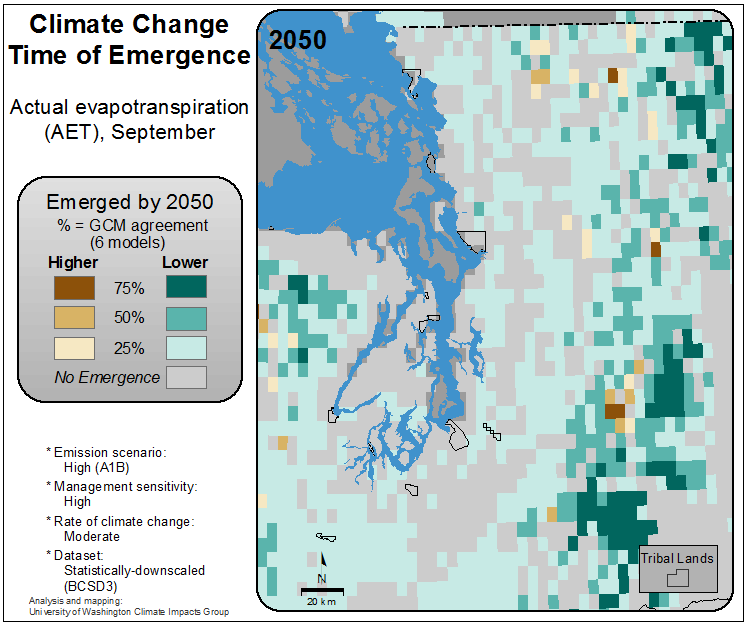 Climate Change
Time of Emergence
Actual evapotranspiration
(AET), September
Emerged by 2050
% = GCM agreement
(6 models)
Higher Lower
75%
50%
25%
No Emergence
* Emission scenario:
High (A1B)
* Management sensitivity:
High
* Rate of climate change:
Moderate
* Dataset:
Statistically-downscaled
(BCSD3)
Analysis and mapping:
University of Washington Climate Impacts Group
2050
N
20 km
Tribal Lands